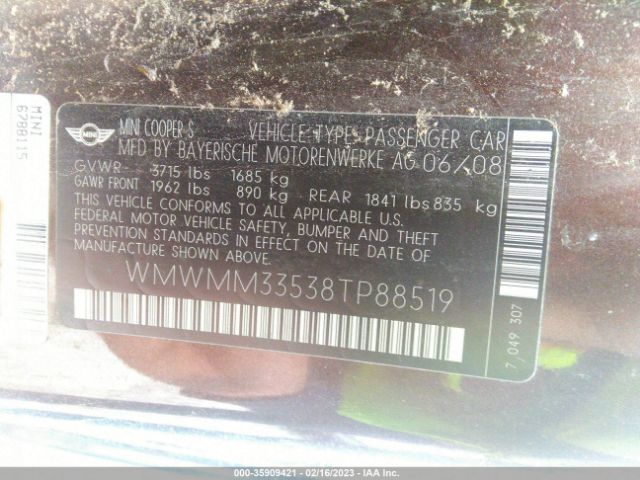 MINI
6788115
MINI
MINI COOPER S VEHICLE TYPE: PASSENGER CAR
MFD BY BAYERISCHE MOTORENWERKE AG 06/08
GVWR 3715 lbs 1685 kg
GAWR FRONT 1962 lbs 890 kg REAR 1841 lbs 835 kg
THIS VEHICLE CONFORMS TO ALL APPLICABLE U.S.
FEDERAL MOTOR VEHICLE SAFETY, BUMPER AND THEFT
PREVENTION STANDARDS IN EFFECT ON THE DATE OF
MANUFACTURE SHOWN ABOVE.
WMWMM33538TP88519
7 049 307
000-35909421 - 02/16/2023 - IAA Inc.